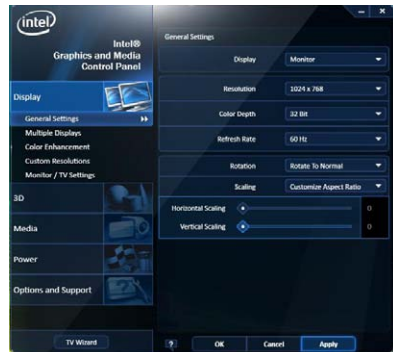 intel
Intel®
Graphics and Media
Control Panel
Display
General Settings
Multiple Displays
Color Enhancement
Custom Resolutions
Monitor / TV Settings
3D
Media
Power
Options and Support
TV Wizard
General Settings
Display Monitor
Resolution 1024 x 768
Color Depth 32 Bit
Refresh Rate 60 Hz
Rotation Rotate To Normal
Scaling Customize Aspect Ratio
Horizontal Scaling 0
Vertical Scaling 0
? OK Cancel Apply